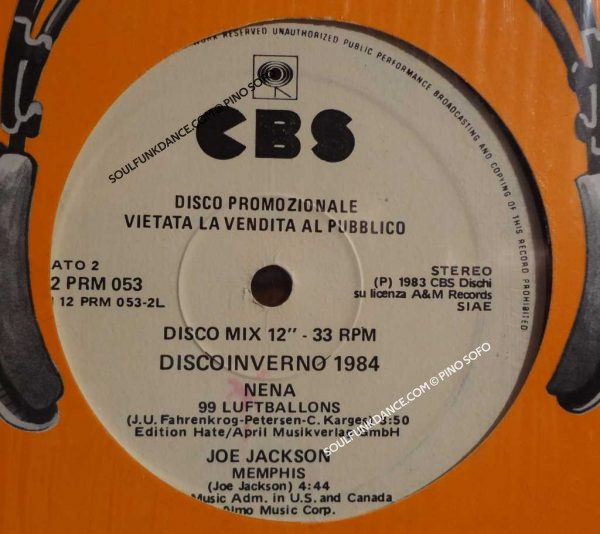 WORK RESERVED UNAUTHORIZED PUBLIC PERFORMANCE BROADCASTING AND COPYING OF THIS RECORD PROHIBITED
CBS
DISCO PROMOZIONALE
VIETATA LA VENDITA AL PUBBLICO
ATO 2
2 PRM 053
12 PRM 053-2L
STEREO
(P) 1983 CBS Dischi
su licenza A&M Records
SIAE
DISCO MIX 12" - 33 RPM
DISCOINVERNO 1984
NENA
99 LUFTBALLONS
(J.U. Fahrenkrog-Petersen-C. Karges) 3:50
Edition Hate/April Musikverlag GmbH
JOE JACKSON
MEMPHIS
(Joe Jackson) 4:44
Music Adm. in U.S. and Canada
Almo Music Corp.
SOULFUNKDANCE.COM © PINO SOFO
SOULFUNKDANCE.COM © PINO SOFO